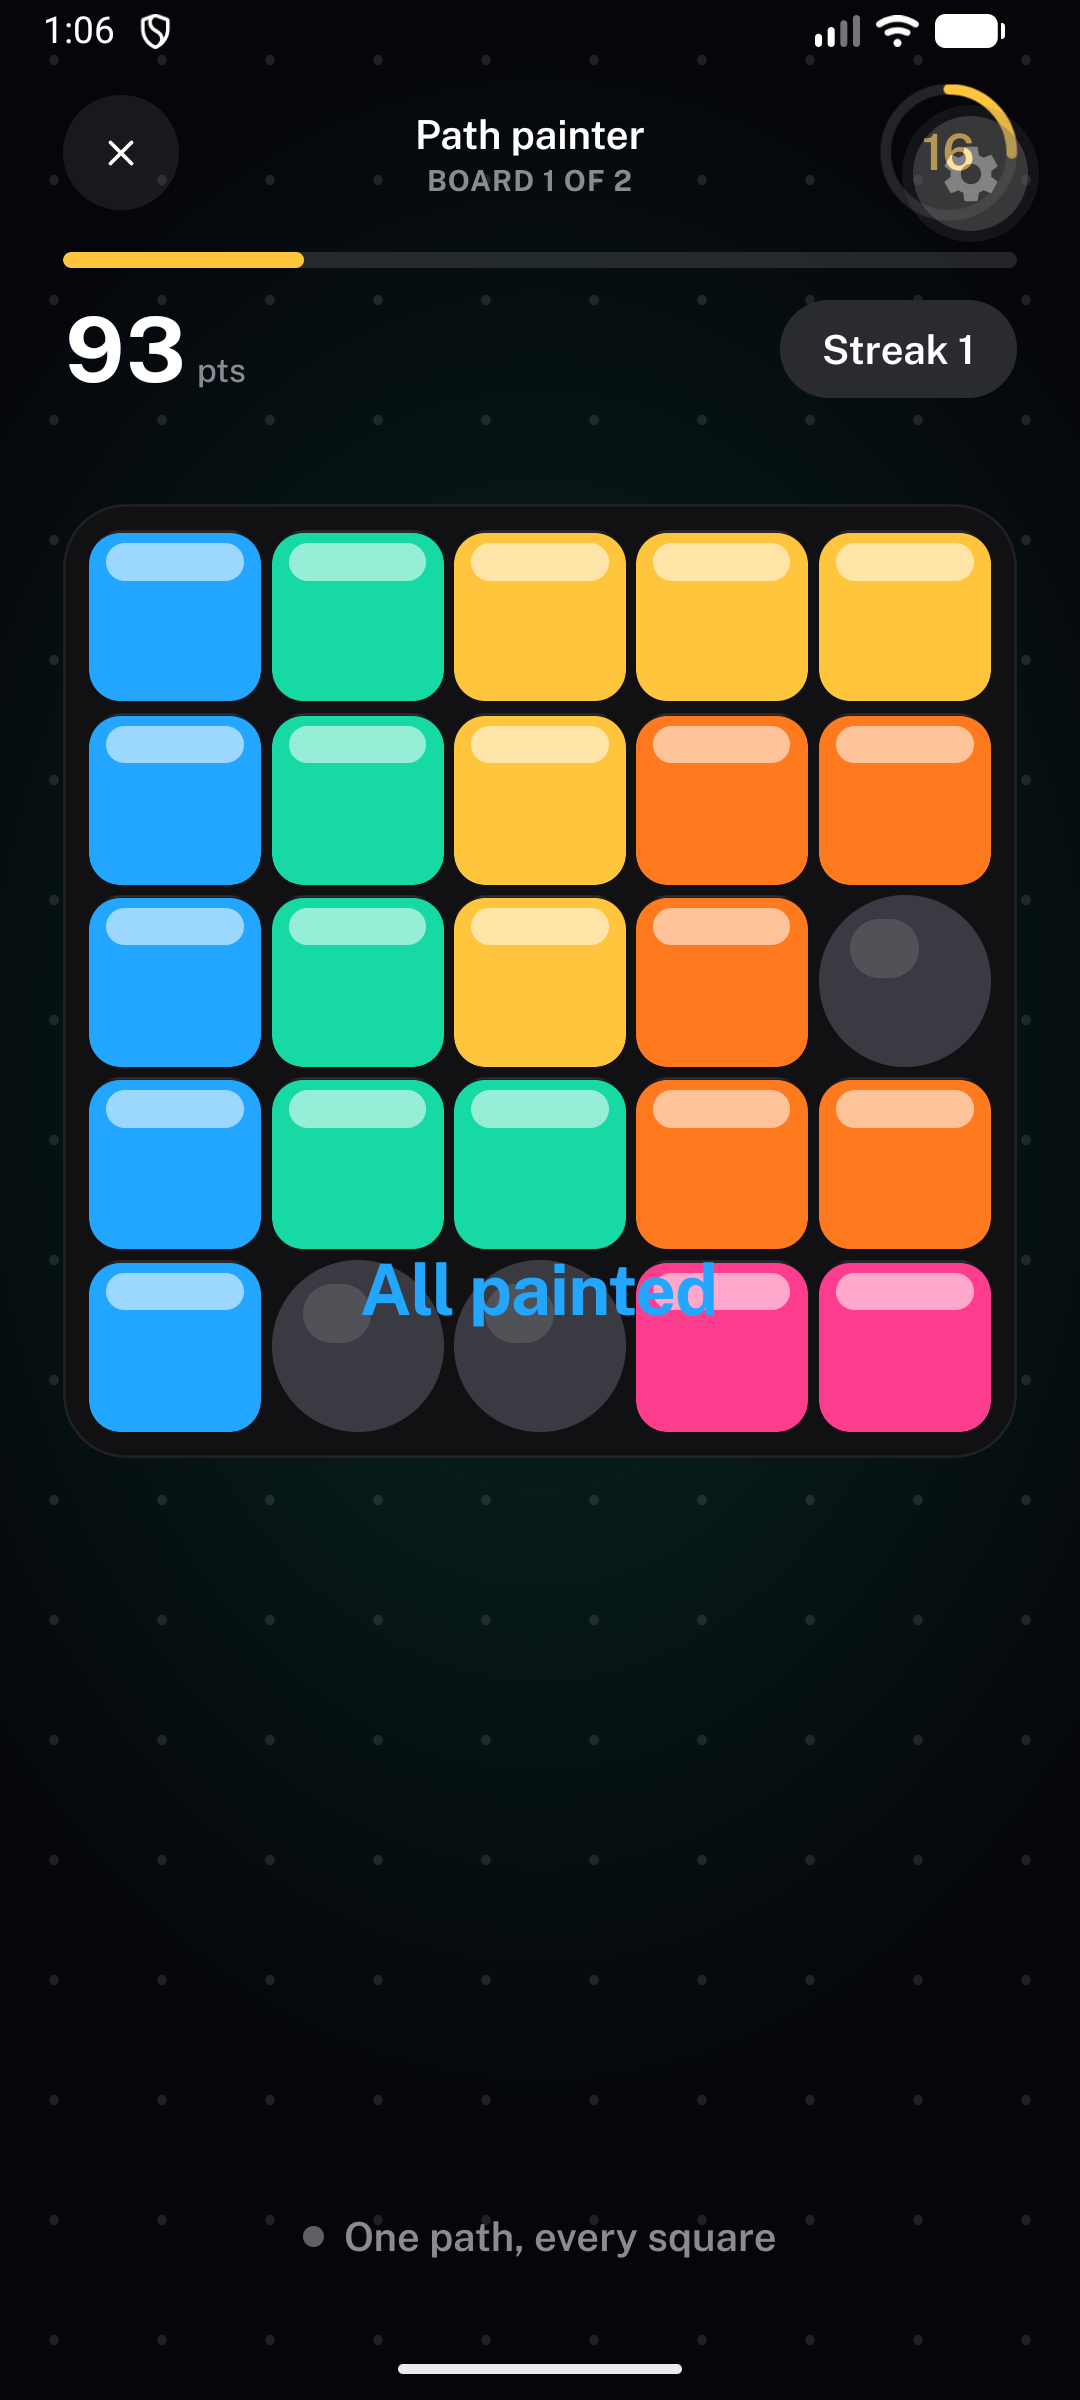 1:06
Path painter
BOARD 1 OF 2
16
93 pts
Streak 1
All painted
One path, every square